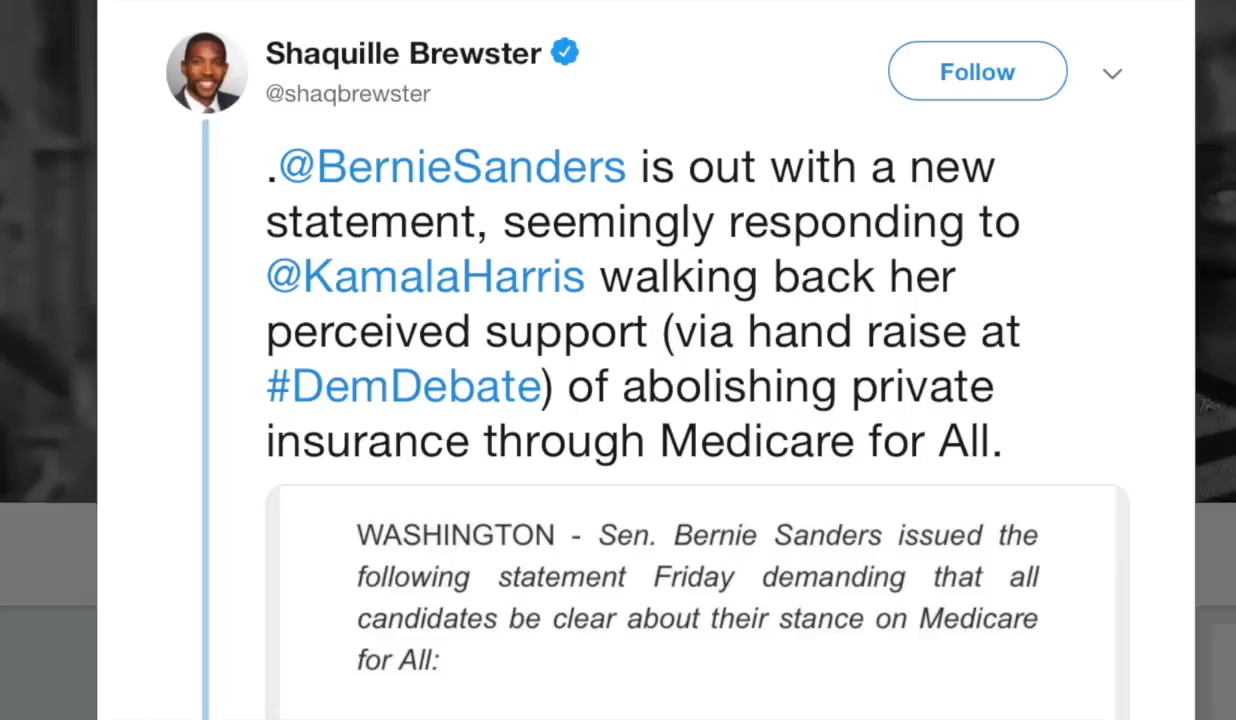 Shaquille Brewster
@shaqbrewster
Follow
.@BernieSanders is out with a new
statement, seemingly responding to
@KamalaHarris walking back her
perceived support (via hand raise at
#DemDebate) of abolishing private
insurance through Medicare for All.
WASHINGTON - Sen. Bernie Sanders issued the
following statement Friday demanding that all
candidates be clear about their stance on Medicare
for All: